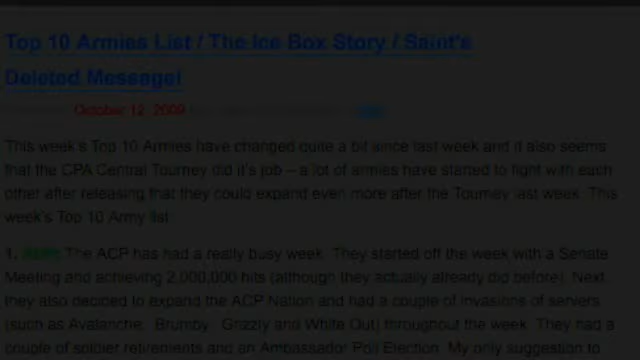 Top 10 Armies List / The Ice Box Story / Saint's
Deleted Message!
October 12, 2009
This week's Top 10 Armies have changed quite a bit since last week and it also seems
that the CPA Central Tourney did it's job – a lot of armies have started to fight with each
other after releasing that they could expand even more after the Tourney last week. This
week's Top 10 Army list
1. The ACP has had a really busy week. They started off the week with a Senate
Meeting and achieving 2,000,000 hits (although they actually already did before). Next,
they also decided to expand the ACP Nation and had a couple of invasions of servers
(such as Avalanche, Brumby, Grizzly and White Out) throughout the week. They had a
couple of soldier retirements and an Ambassador Poll Election. My only suggestion to